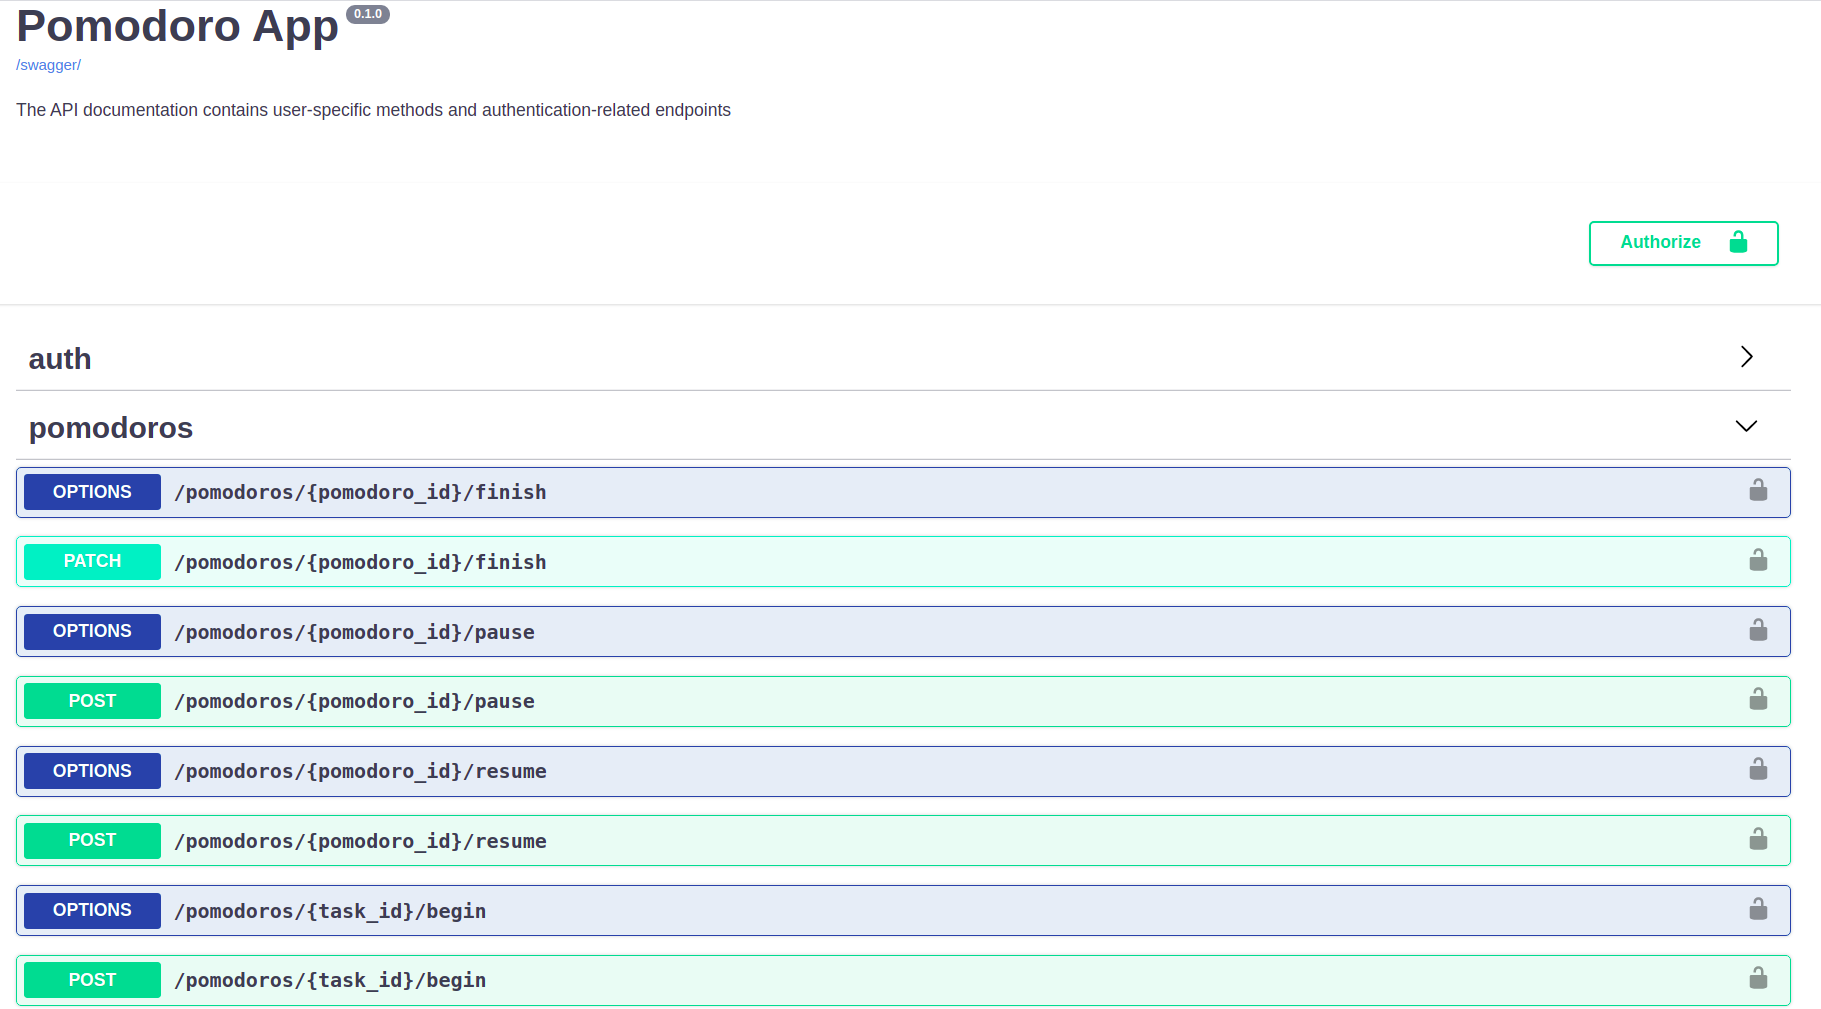 Pomodoro App 0.1.0
/swagger/
The API documentation contains user-specific methods and authentication-related endpoints
Authorize
auth
pomodoros
OPTIONS /pomodoros/{pomodoro_id}/finish
PATCH /pomodoros/{pomodoro_id}/finish
OPTIONS /pomodoros/{pomodoro_id}/pause
POST /pomodoros/{pomodoro_id}/pause
OPTIONS /pomodoros/{pomodoro_id}/resume
POST /pomodoros/{pomodoro_id}/resume
OPTIONS /pomodoros/{task_id}/begin
POST /pomodoros/{task_id}/begin